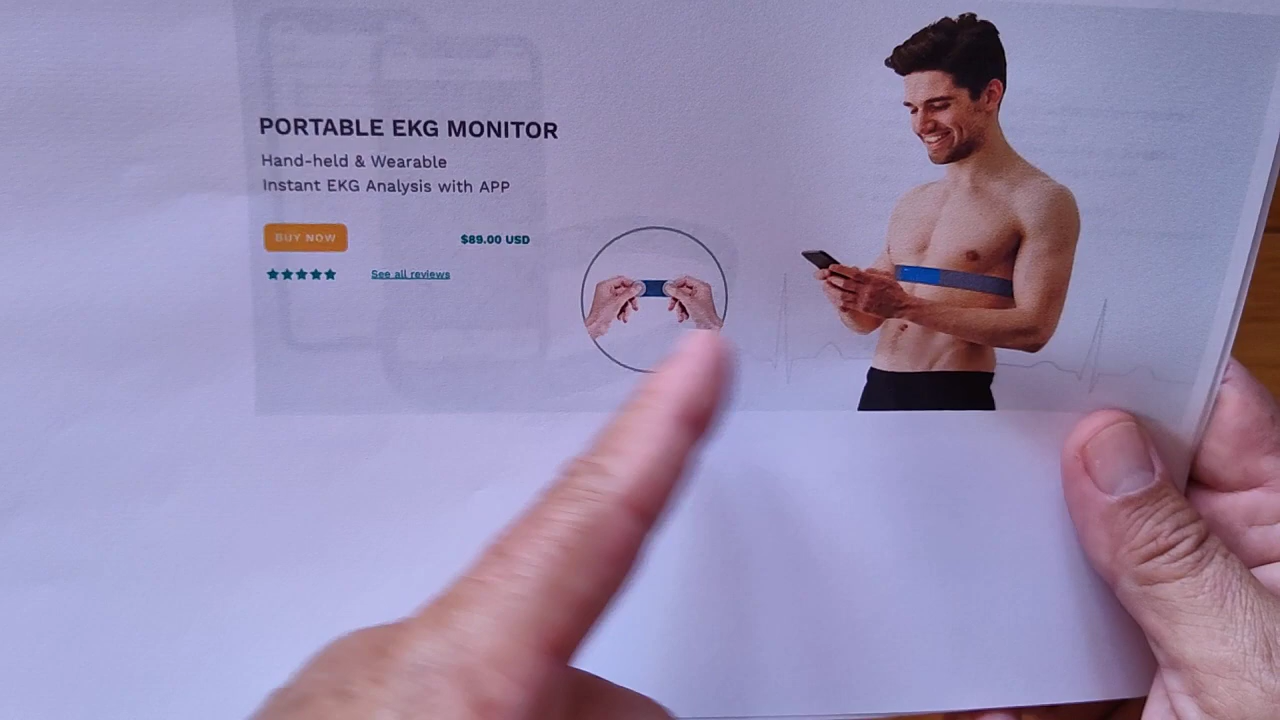 PORTABLE EKG MONITOR
Hand-held & Wearable
Instant EKG Analysis with APP
BUY NOW
$89.00 USD
See all reviews